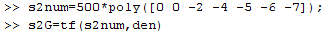 >> s2num=500*poly([0 0 -2 -4 -5 -6 -7]);
>> s2G=tf(s2num,den)